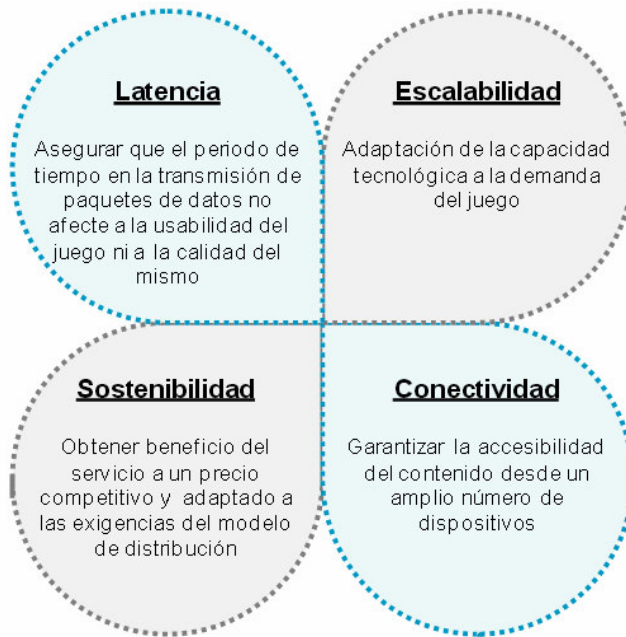 Latencia
Asegurar que el periodo de
tiempo en la transmisión de
paquetes de datos no
afecte a la usabilidad del
juego ni a la calidad del
mismo
Escalabilidad
Adaptación de la capacidad
tecnológica a la demanda
del juego
Sostenibilidad
Obtener beneficio del
servicio a un precio
competitivo y adaptado a
las exigencias del modelo
de distribución
Conectividad
Garantizar la accesibilidad
del contenido desde un
amplio número de
dispositivos